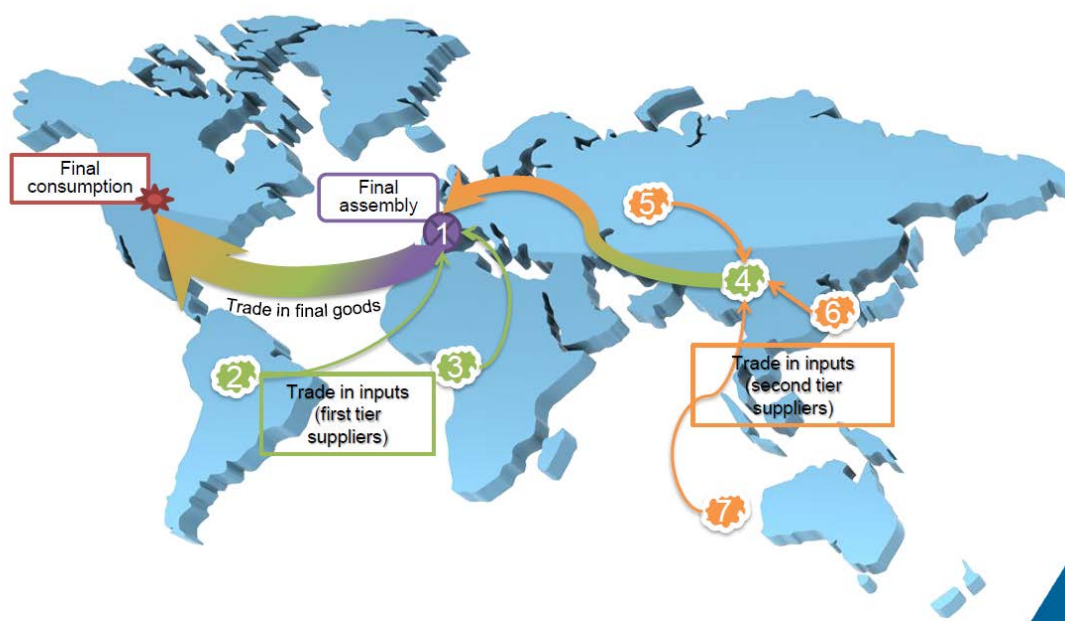 Final
consumption
Final
assembly
1
5
4
6
Trade in final goods
2
3
Trade in inputs
(first tier
suppliers)
Trade in inputs
(second tier
suppliers)
7